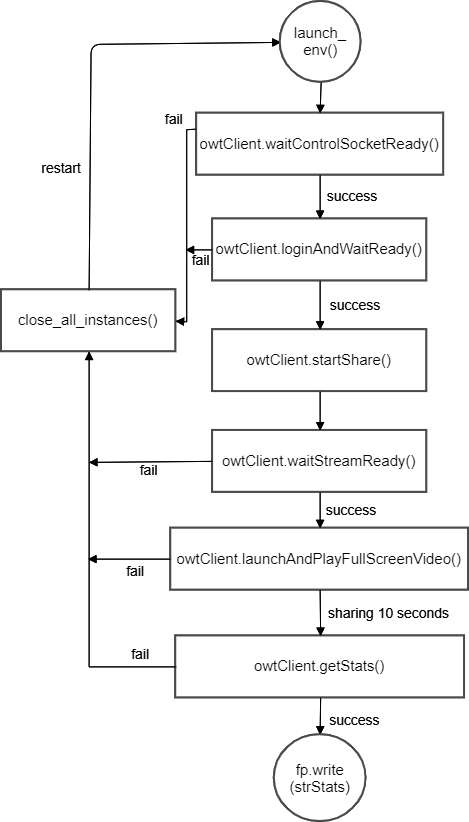 launch_
env()
fail
owtClient.waitControlSocketReady()
restart
success
owtClient.loginAndWaitReady()
fail
success
close_all_instances()
owtClient.startShare()
owtClient.waitStreamReady()
fail
success
owtClient.launchAndPlayFullScreenVideo()
fail
sharing 10 seconds
fail
owtClient.getStats()
success
fp.write
(strStats)